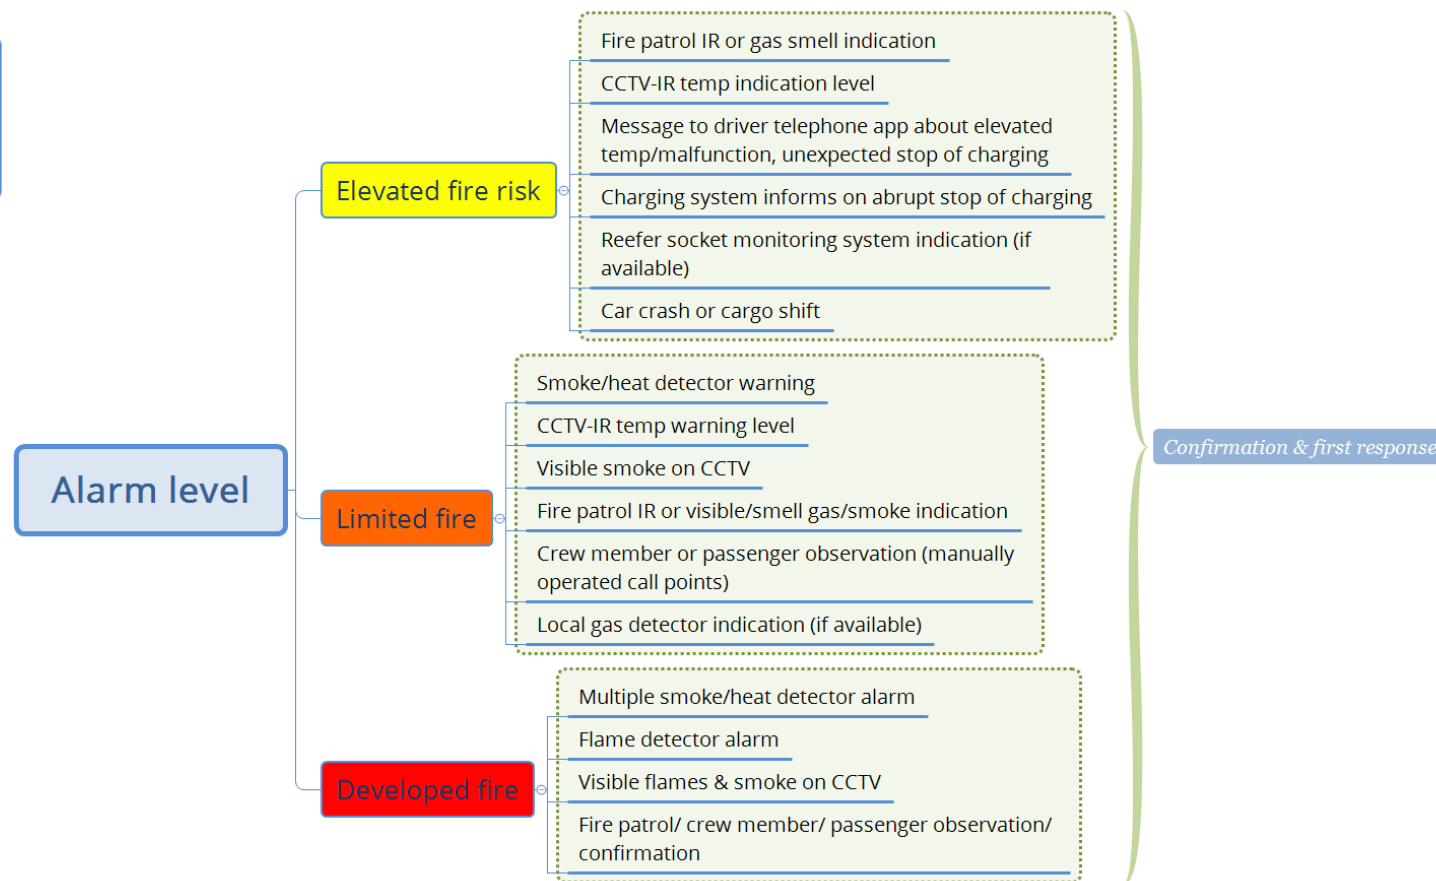 Fire patrol IR or gas smell indication
CCTV-IR temp indication level
Message to driver telephone app about elevated
temp/malfunction, unexpected stop of charging
Elevated fire risk
Charging system informs on abrupt stop of charging
Reefer socket monitoring system indication (if
available)
Car crash or cargo shift
Smoke/heat detector warning
CCTV-IR temp warning level
Visible smoke on CCTV
Alarm level
Limited fire
Fire patrol IR or visible/smell gas/smoke indication
Crew member or passenger observation (manually
operated call points)
Local gas detector indication (if available)
Confirmation & first response
Multiple smoke/heat detector alarm
Flame detector alarm
Developed fire
Visible flames & smoke on CCTV
Fire patrol/ crew member/ passenger observation/
confirmation